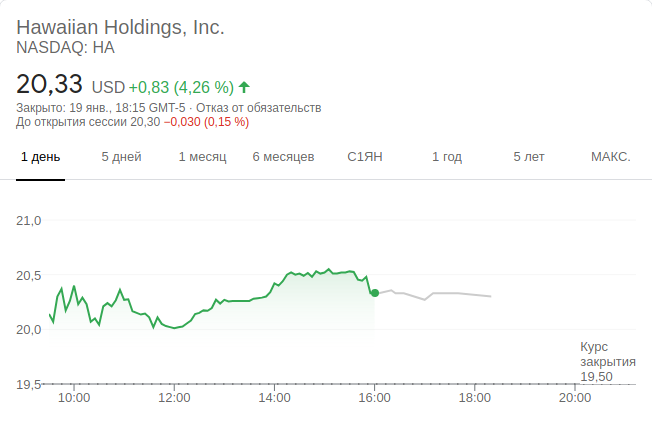 Hawaiian Holdings, Inc.
NASDAQ: HA
20,33 USD +0,83 (4,26 %)
Закрыто: 19 янв., 18:15 GMT-5 · Отказ от обязательств
До открытия сессии 20,30 −0,030 (0,15 %)
1 день 5 дней 1 месяц 6 месяцев С1ЯН 1 год 5 лет МАКС.
21,0
20,5
20,0
Курс
закрытия
19,50
19,5
10:00 12:00 14:00 16:00 18:00 20:00